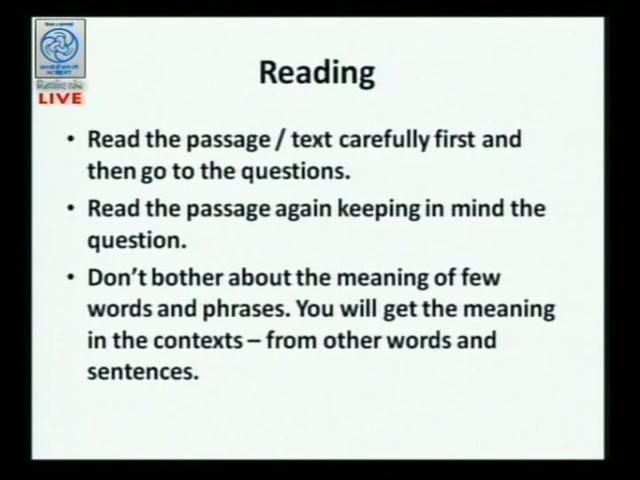 NCERT
LIVE
Reading
• Read the passage / text carefully first and
then go to the questions.
• Read the passage again keeping in mind the
question.
• Don't bother about the meaning of few
words and phrases. You will get the meaning
in the contexts – from other words and
sentences.